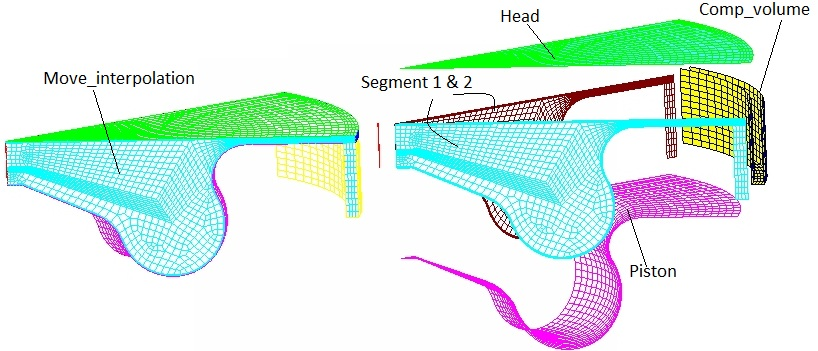 Head
Comp_volume
Move_interpolation
Segment 1 & 2
Piston